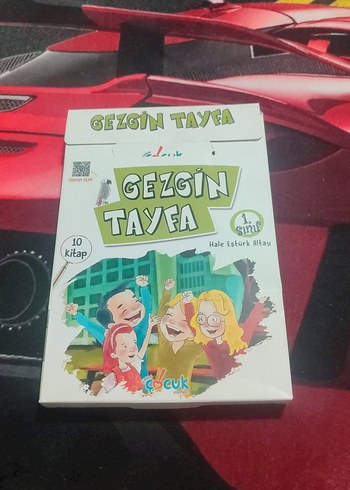 GEZGİN TAYFA
GEZGİN
TAYFA
1.
Sınıf
10
Kitap
Hale Eştürk Altay
çocuk